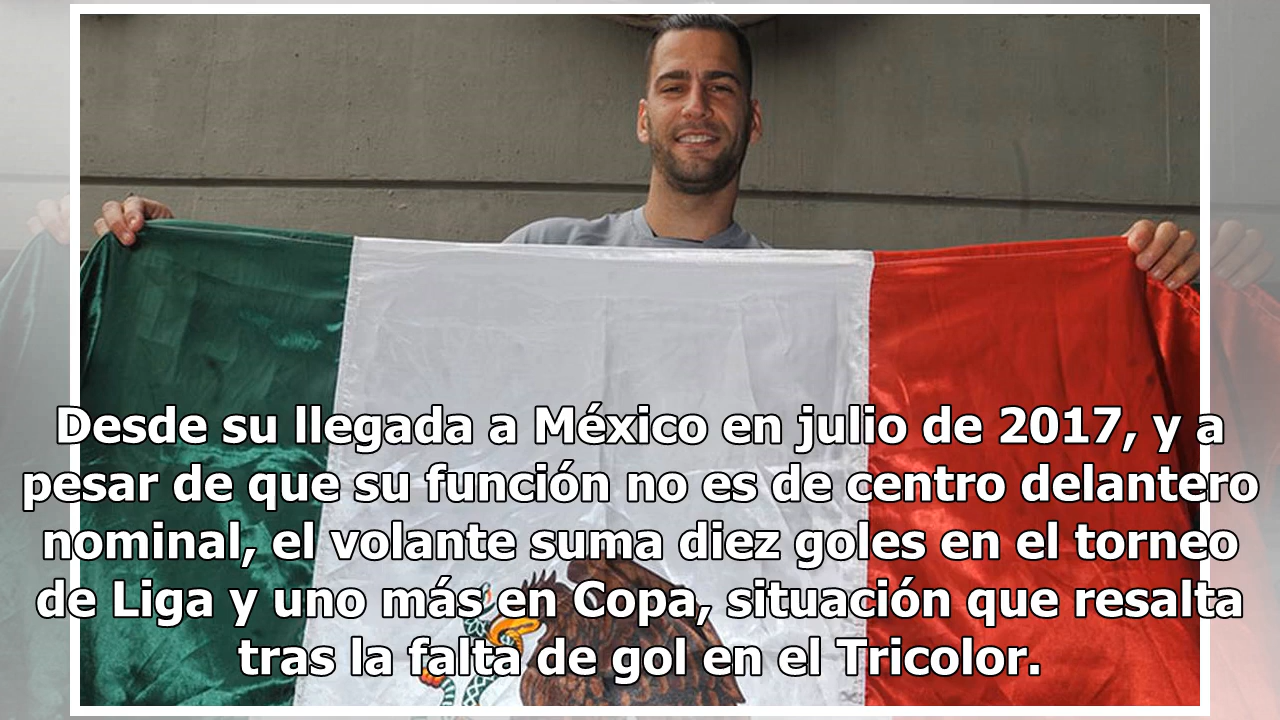 Desde su llegada a México en julio de 2017, y a
pesar de que su función no es de centro delantero
nominal, el volante suma diez goles en el torneo
de Liga y uno más en Copa, situación que resalta
tras la falta de gol en el Tricolor.